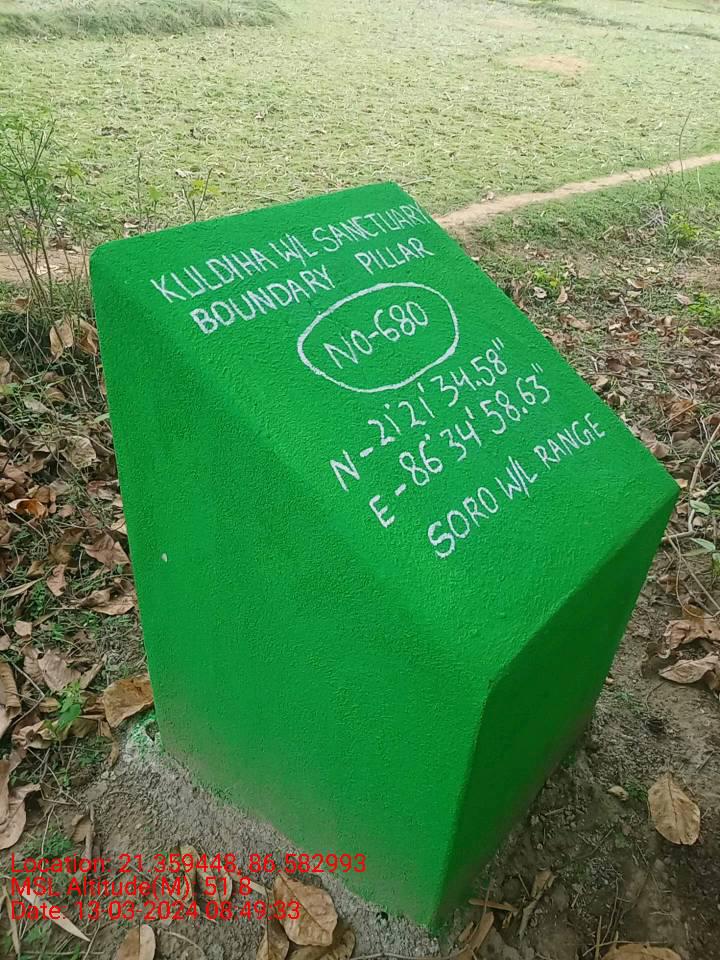 KULDIHA W/L SANCTUARY
BOUNDARY PILLAR
NO-680
N-21'21'34.58"
E-86'34'58.63"
SORO W/L RANGE
Location: 21.359448, 86.582993
MSL Altitude(M): 51.8
Date: 13-03-2024 08:49:33